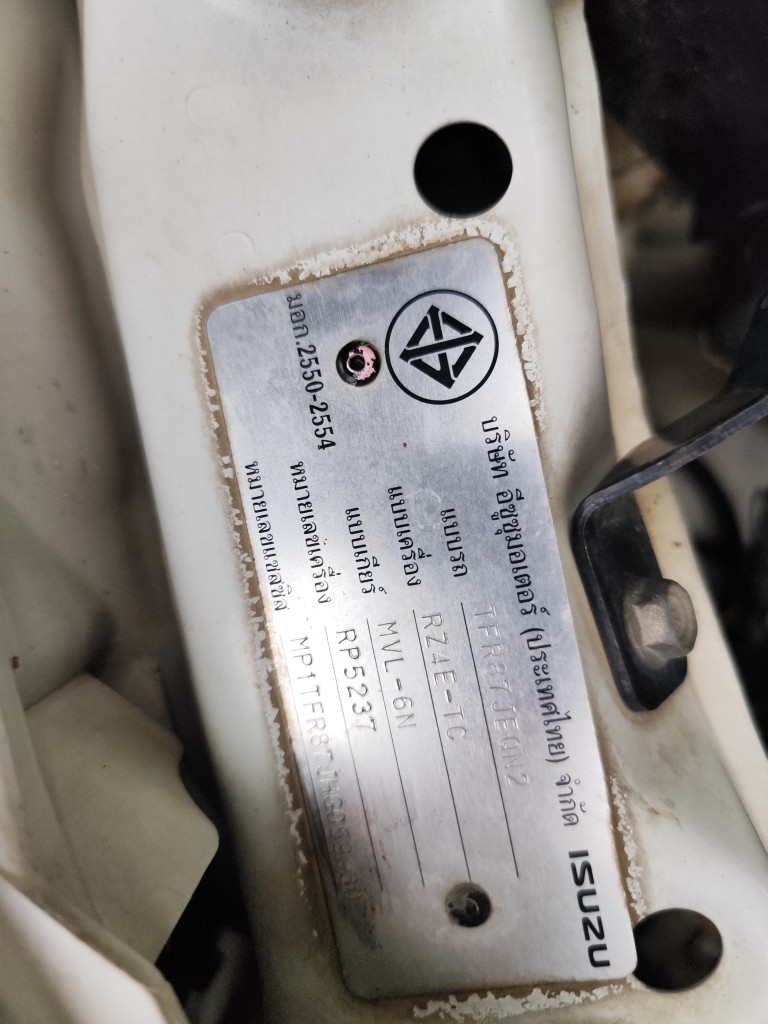 บริษัท อีซูซุมอเตอร์ (ประเทศไทย) จำกัด ISUZU
แบบรถ
แบบเครื่อง RZ4E-TC
แบบเกียร์ MVL-6N
หมายเลขเครื่อง RP5237
หมายเลขแชสซิส
มอก.2550-2554